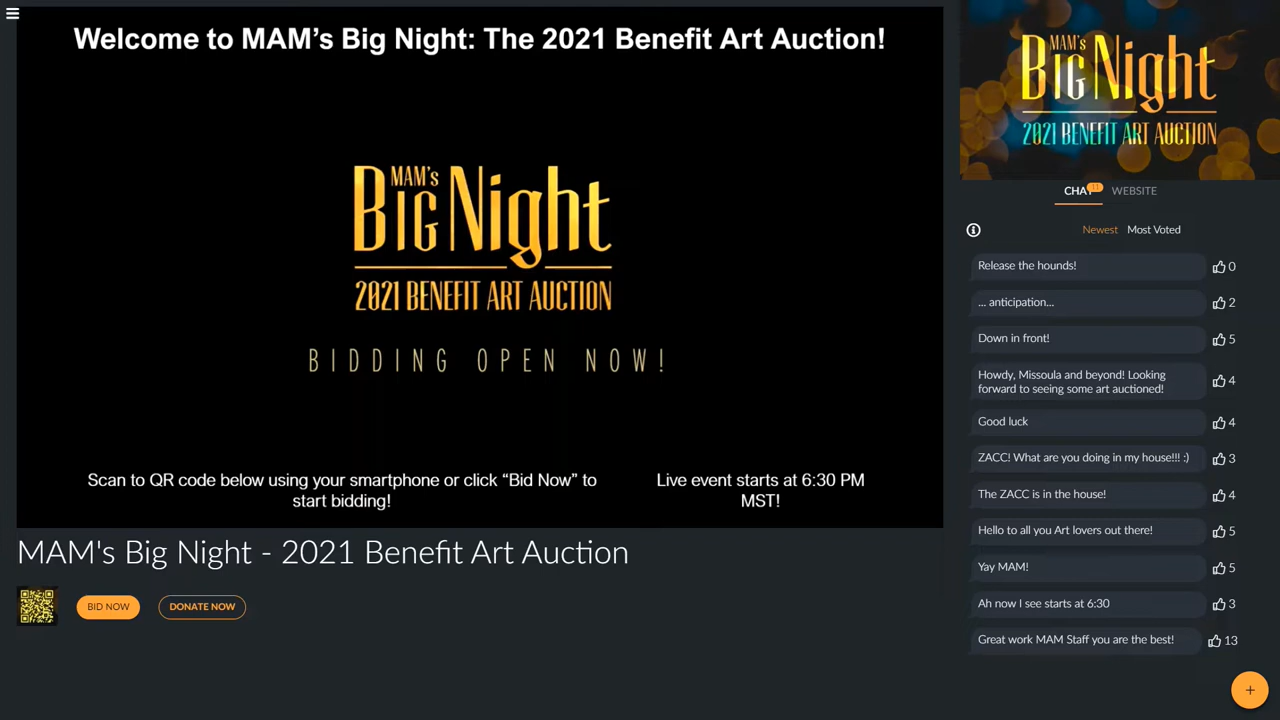 Welcome to MAM’s Big Night: The 2021 Benefit Art Auction!
MAM's
Big Night
2021 BENEFIT ART AUCTION
BIDDING OPEN NOW!
Scan to QR code below using your smartphone or click “Bid Now” to
start bidding!
Live event starts at 6:30 PM
MST!
MAM's Big Night - 2021 Benefit Art Auction
BID NOW
DONATE NOW
MAM's
Big Night
2021 BENEFIT ART AUCTION
CHAT 11 WEBSITE
Newest Most Voted
Release the hounds! 0
... anticipation... 2
Down in front! 5
Howdy, Missoula and beyond! Looking
forward to seeing some art auctioned! 4
Good luck 4
ZACC! What are you doing in my house!!! :) 3
The ZACC is in the house! 4
Hello to all you Art lovers out there! 5
Yay MAM! 5
Ah now I see starts at 6:30 3
Great work MAM Staff you are the best! 13